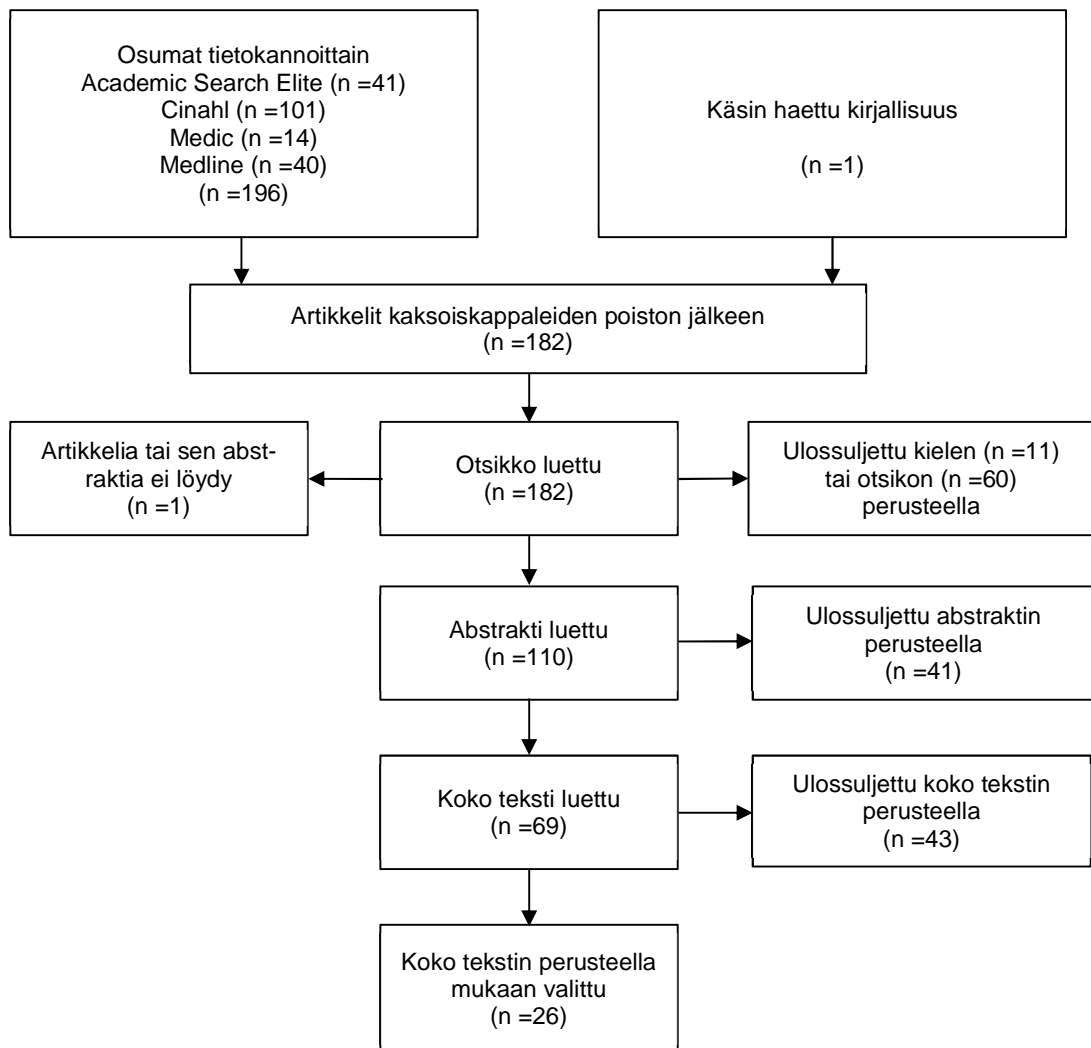 Osumat tietokannoittain
Academic Search Elite (n =41)
Cinahl (n =101)
Medic (n =14)
Medline (n =40)
(n =196)
Käsin haettu kirjallisuus
(n =1)
Artikkelit kaksoiskappaleiden poiston jälkeen
(n =182)
Artikkelia tai sen abst-
raktia ei löydy
(n =1)
Otsikko luettu
(n =182)
Ulossuljettu kielen (n =11)
tai otsikon (n =60)
perusteella
Abstrakti luettu
(n =110)
Ulossuljettu abstraktin
perusteella
(n =41)
Koko teksti luettu
(n =69)
Ulossuljettu koko tekstin
perusteella
(n =43)
Koko tekstin perusteella
mukaan valittu
(n =26)